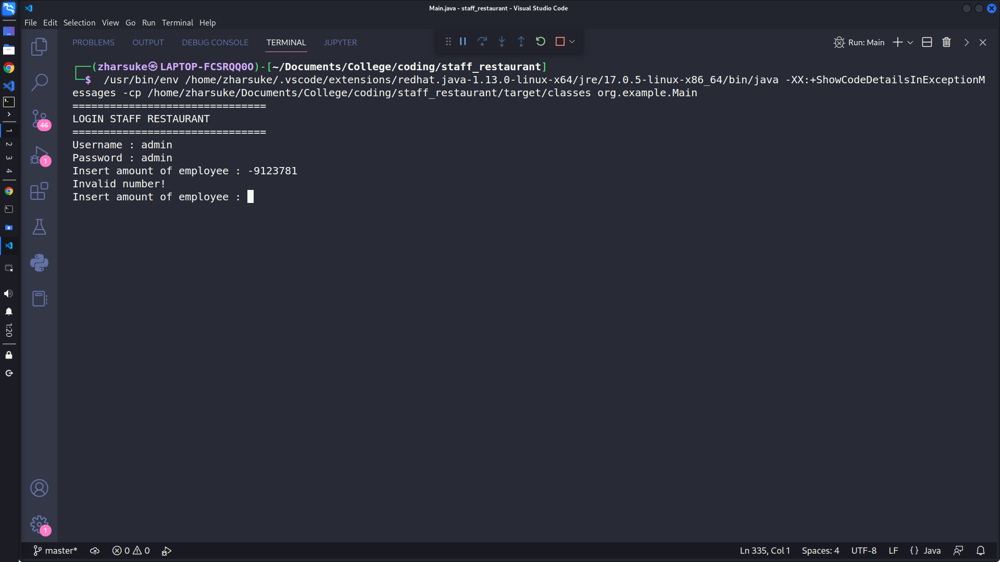 Main.java - staff_restaurant - Visual Studio Code
File Edit Selection View Go Run Terminal Help
PROBLEMS OUTPUT DEBUG CONSOLE TERMINAL JUPYTER
Run: Main
┌──(zharsuke㉿LAPTOP-FCSRQQ0O)-[~/Documents/College/coding/staff_restaurant]
└─$ /usr/bin/env /home/zharsuke/.vscode/extensions/redhat.java-1.13.0-linux-x64/jre/17.0.5-linux-x86_64/bin/java -XX:+ShowCodeDetailsInExceptionM
essages -cp /home/zharsuke/Documents/College/coding/staff_restaurant/target/classes org.example.Main
===============================
LOGIN STAFF RESTAURANT
===============================
Username : admin
Password : admin
Insert amount of employee : -9123781
Invalid number!
Insert amount of employee :
46
1
1
1
2
3
4
1:20
master* 0 0
Ln 335, Col 1 Spaces: 4 UTF-8 LF {} Java